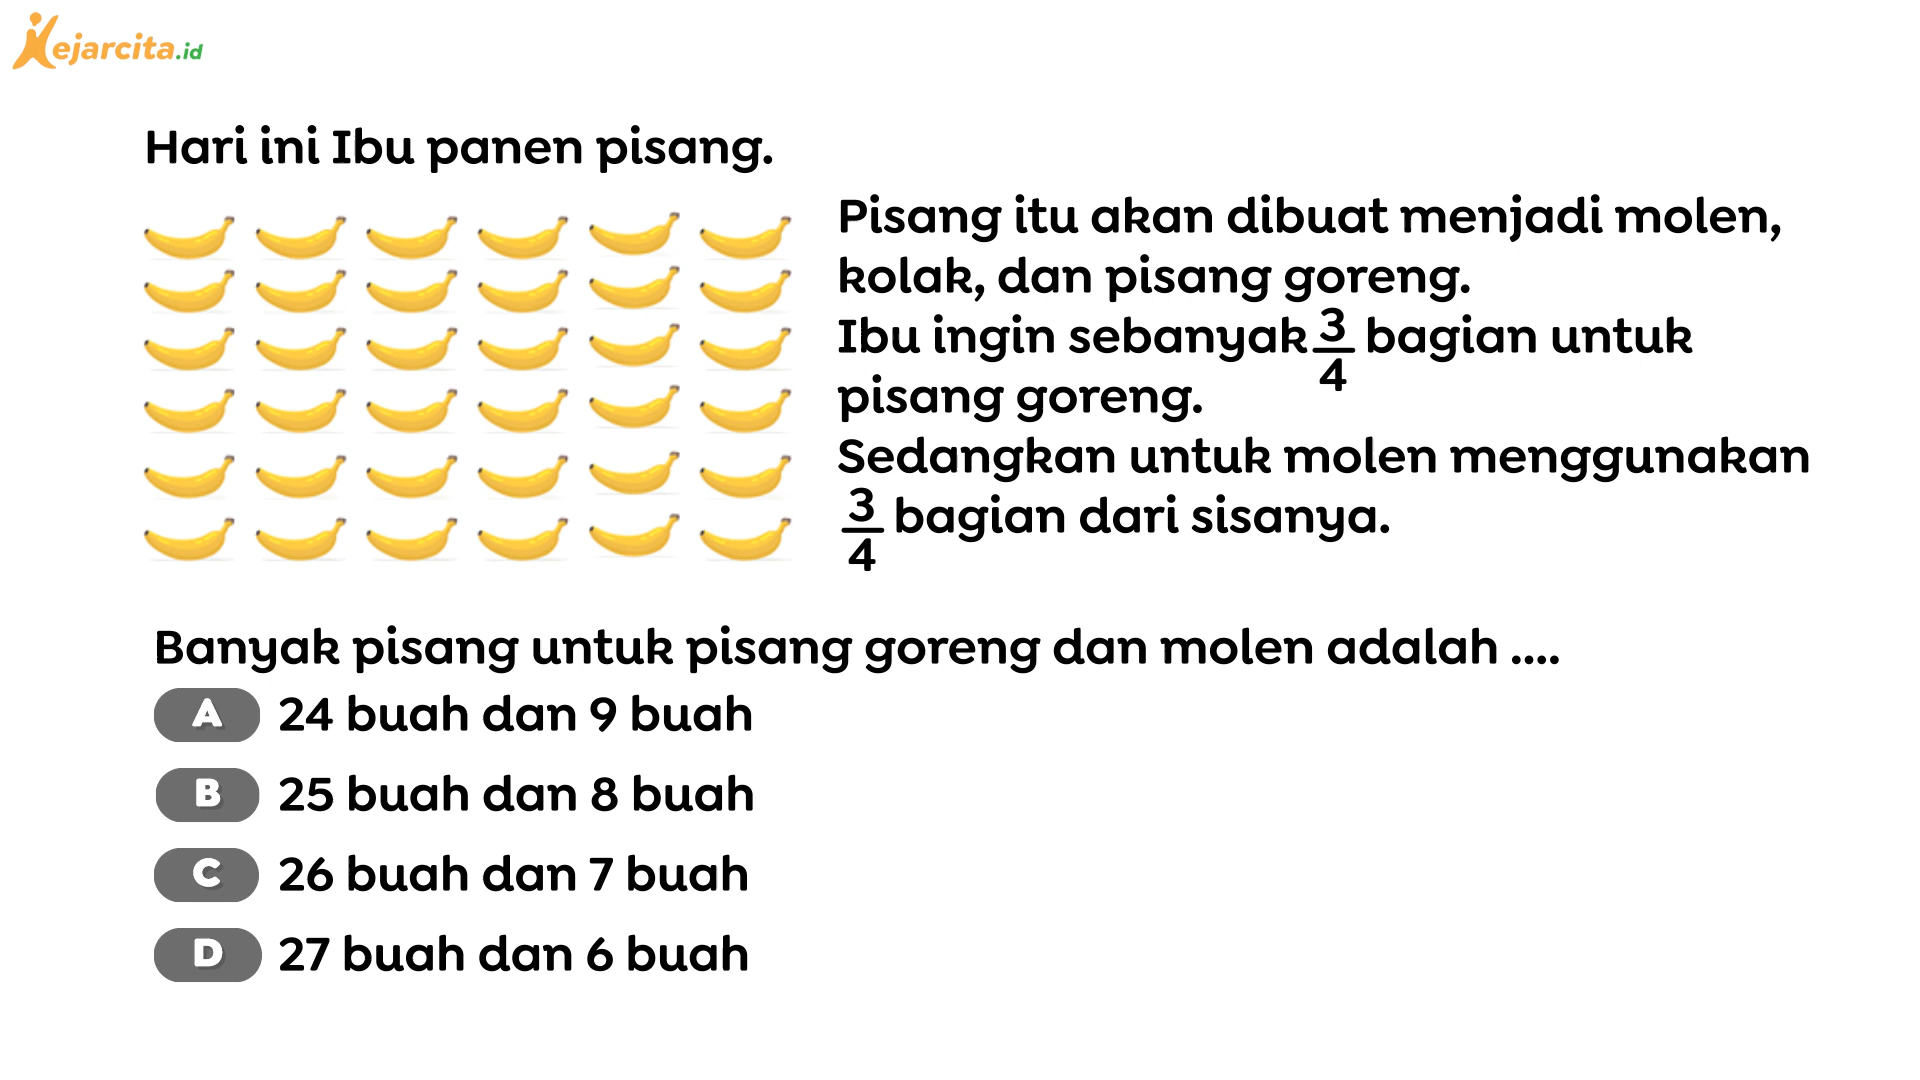 Kejarcita.id
Hari ini Ibu panen pisang.
Pisang itu akan dibuat menjadi molen,
kolak, dan pisang goreng.
Ibu ingin sebanyak 3/4 bagian untuk
pisang goreng.
Sedangkan untuk molen menggunakan
3/4 bagian dari sisanya.
Banyak pisang untuk pisang goreng dan molen adalah ....
A 24 buah dan 9 buah
B 25 buah dan 8 buah
C 26 buah dan 7 buah
D 27 buah dan 6 buah